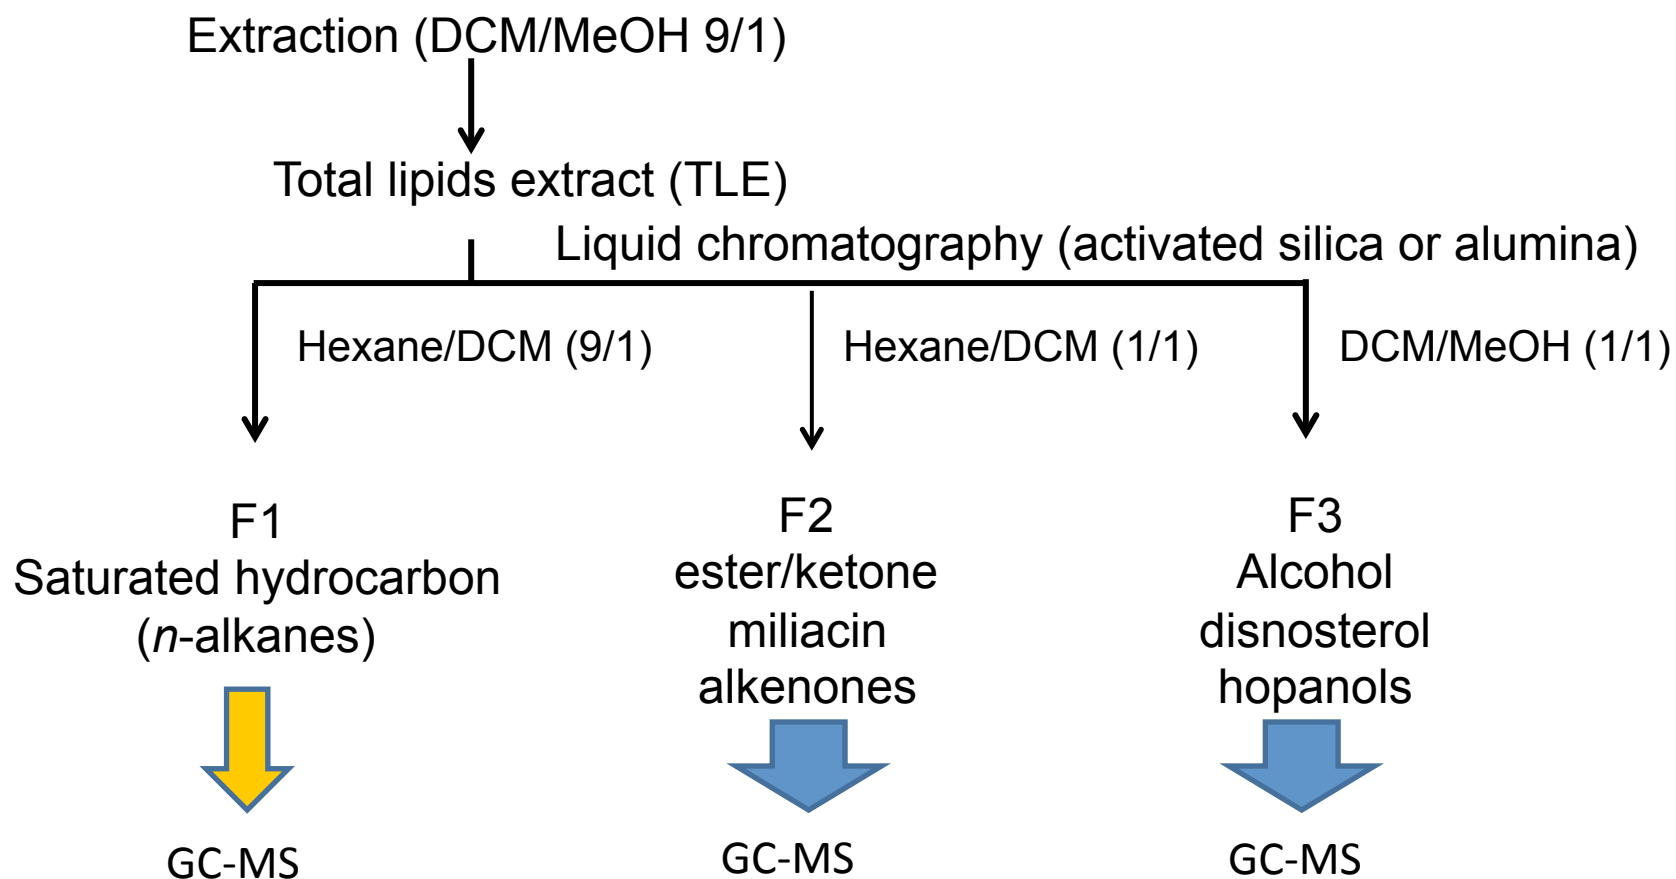 Extraction (DCM/MeOH 9/1)
Total lipids extract (TLE)
Liquid chromatography (activated silica or alumina)
Hexane/DCM (9/1)
Hexane/DCM (1/1)
DCM/MeOH (1/1)
F1
Saturated hydrocarbon
(n-alkanes)
GC-MS
F2
ester/ketone
miliacin
alkenones
GC-MS
F3
Alcohol
disnosterol
hopanols
GC-MS